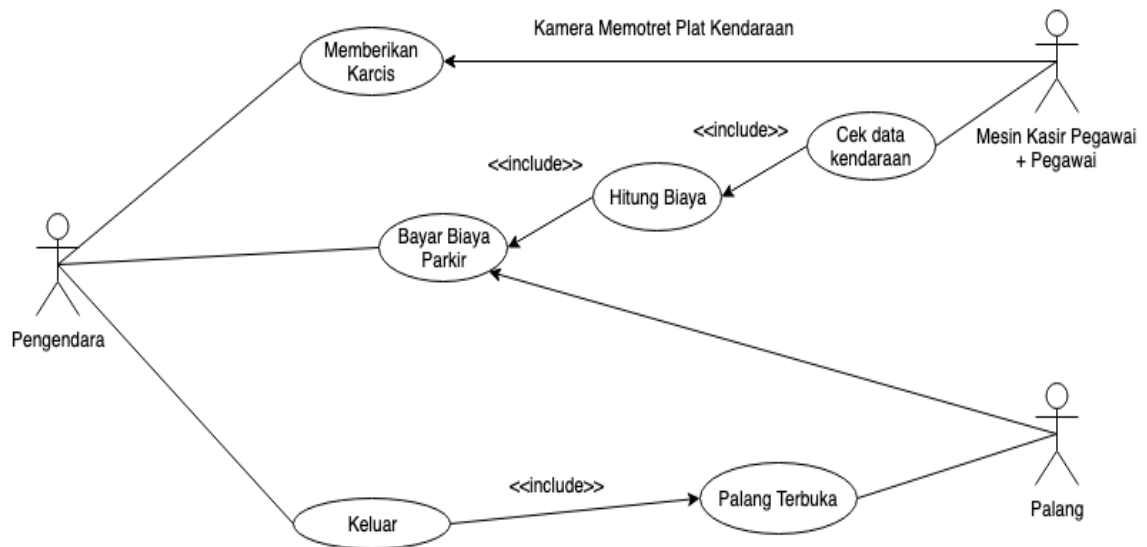 Kamera Memotret Plat Kendaraan
Memberikan
Karcis
<<include>>
Cek data
kendaraan
Mesin Kasir Pegawai
+ Pegawai
<<include>>
Hitung Biaya
Bayar Biaya
Parkir
Pengendara
<<include>>
Palang Terbuka
Keluar
Palang